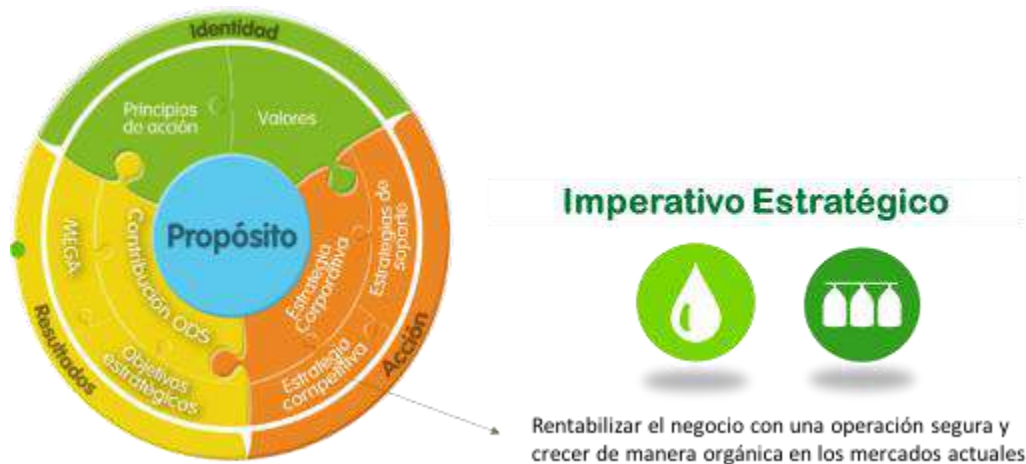 Identidad
Principios
de acción
Valores
Propósito
MEGA
Contribución ODS
Objetivos
estratégicos
Resultados
Estrategia
Corporativa
Estrategias de
soporte
Estrategia
competitiva
Acción
Imperativo Estratégico
Rentabilizar el negocio con una operación segura y
crecer de manera orgánica en los mercados actuales